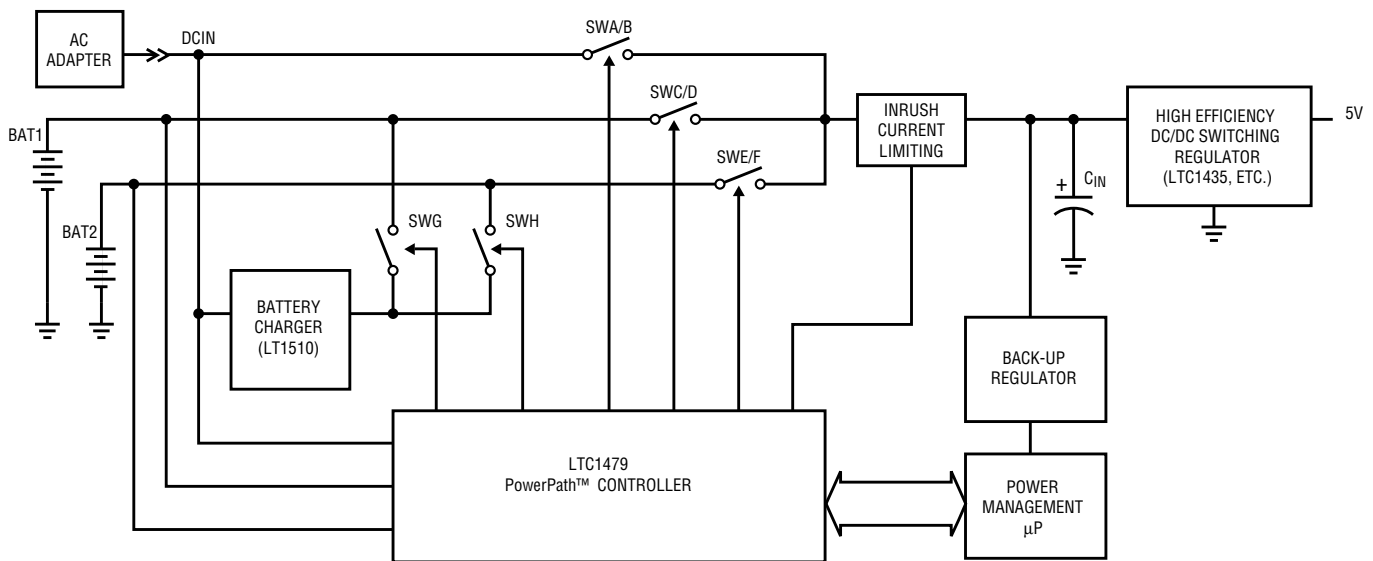 AC
ADAPTER
DCIN
SWA/B
SWC/D
SWE/F
BAT1
BAT2
SWG
SWH
BATTERY
CHARGER
(LT1510)
INRUSH
CURRENT
LIMITING
+
CIN
HIGH EFFICIENCY
DC/DC SWITCHING
REGULATOR
(LTC1435, ETC.)
5V
BACK-UP
REGULATOR
LTC1479
PowerPath™ CONTROLLER
POWER
MANAGEMENT
µP